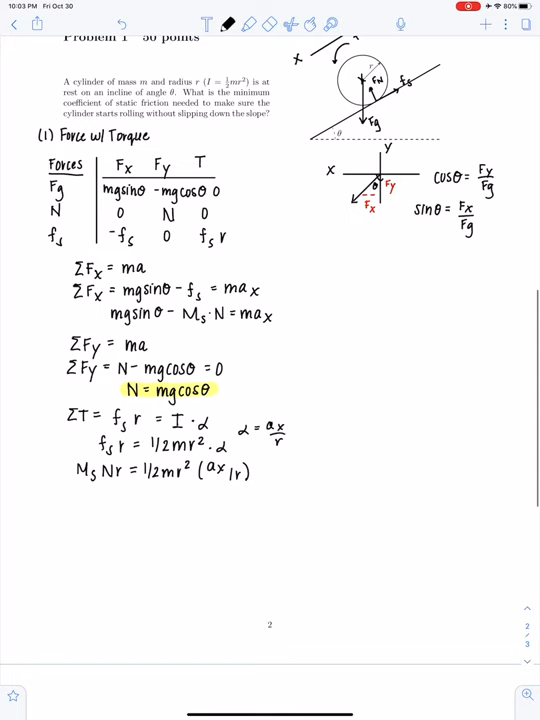 10:03 PM Fri Oct 30
80%
Problem 1 50 points
A cylinder of mass m and radius r (I = ½mr²) is at
rest on an incline of angle θ. What is the minimum
coefficient of static friction needed to make sure the
cylinder starts rolling without slipping down the slope?
x
r
FN
fs
Fg
θ
(1) Force w/ Torque
Forces Fx Fy T
Fg mgsinθ -mgcosθ 0
N 0 N 0
fs -fs 0 fs r
Y
X
θ
Fy
Fx
cosθ = Fy/Fg
sinθ = Fx/Fg
ΣFx = ma
ΣFx = mgsinθ - fs = max
mgsinθ - Ms·N = max
ΣFy = ma
ΣFy = N - mgcosθ = 0
N = mgcosθ
ΣT = fs r = I·α
α = ax/r
fs r = 1/2mr²·α
Ms Nr = 1/2mr² (ax/r)
2
2
/
3